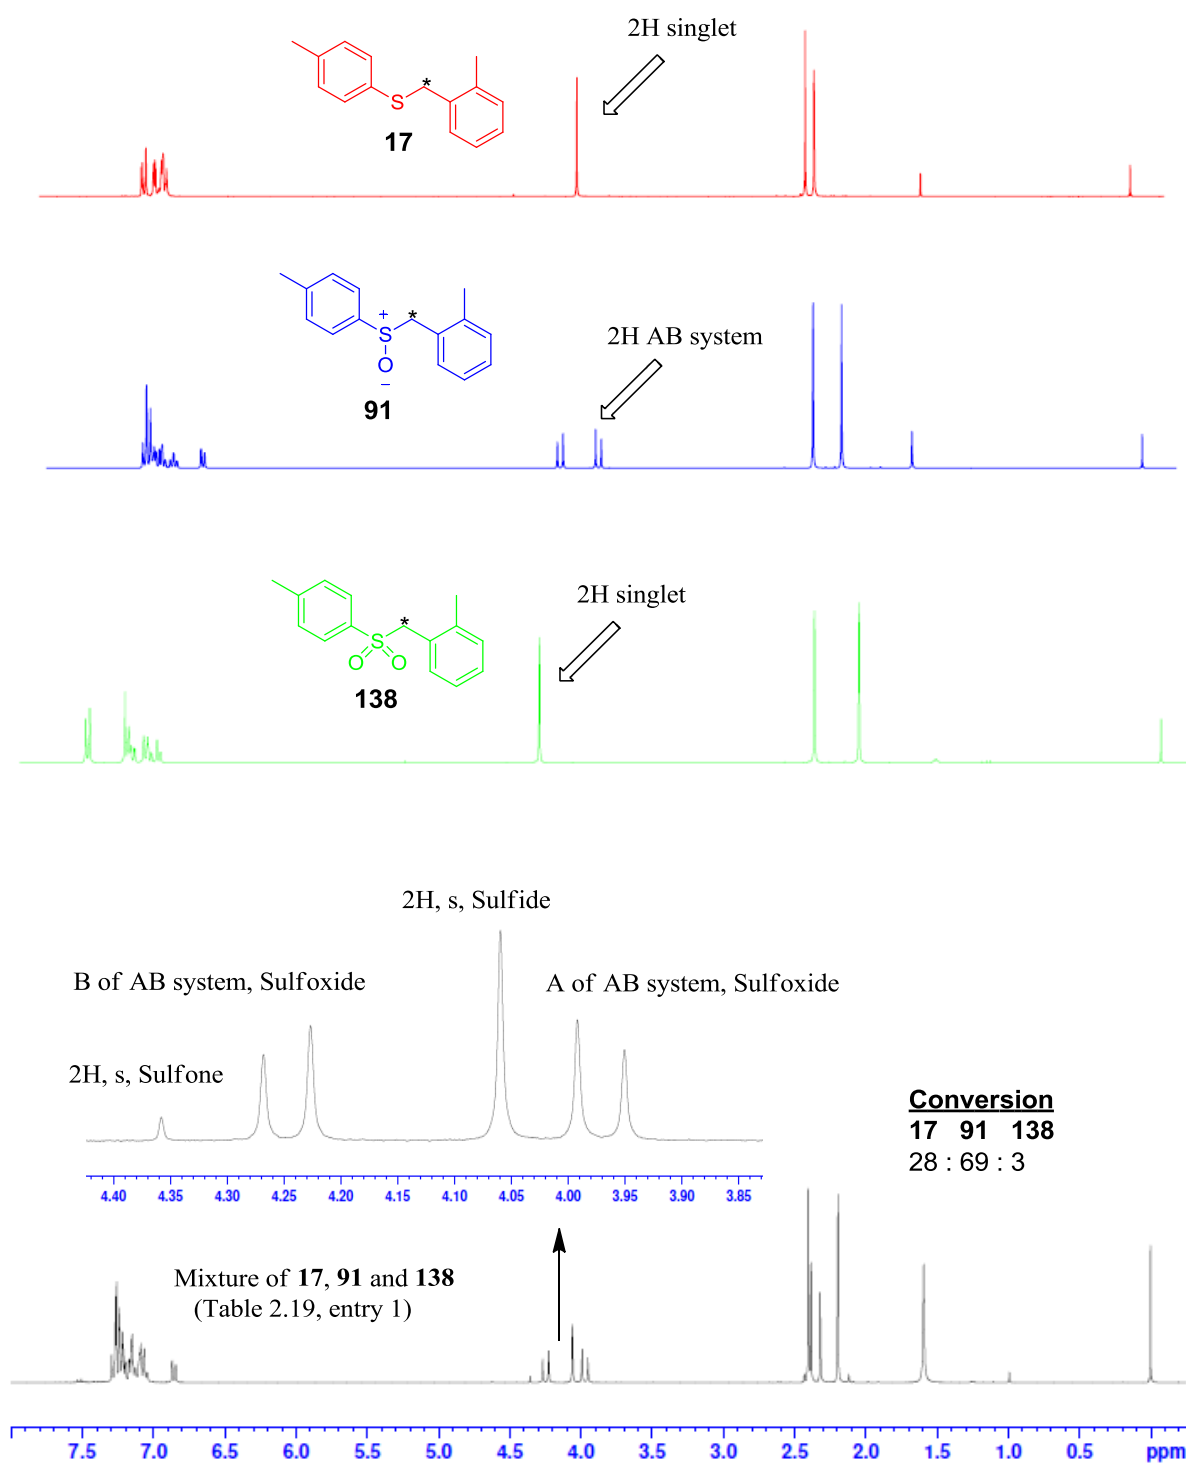 2H singlet
S
*
17
2H AB system
+
*
S
O
−
91
2H singlet
*
S
O O
138
2H, s, Sulfide
B of AB system, Sulfoxide
A of AB system, Sulfoxide
2H, s, Sulfone
Conversion
17 91 138
28 : 69 : 3
4.40 4.35 4.30 4.25 4.20 4.15 4.10 4.05 4.00 3.95 3.90 3.85
Mixture of 17, 91 and 138
(Table 2.19, entry 1)
7.5 7.0 6.5 6.0 5.5 5.0 4.5 4.0 3.5 3.0 2.5 2.0 1.5 1.0 0.5 ppm